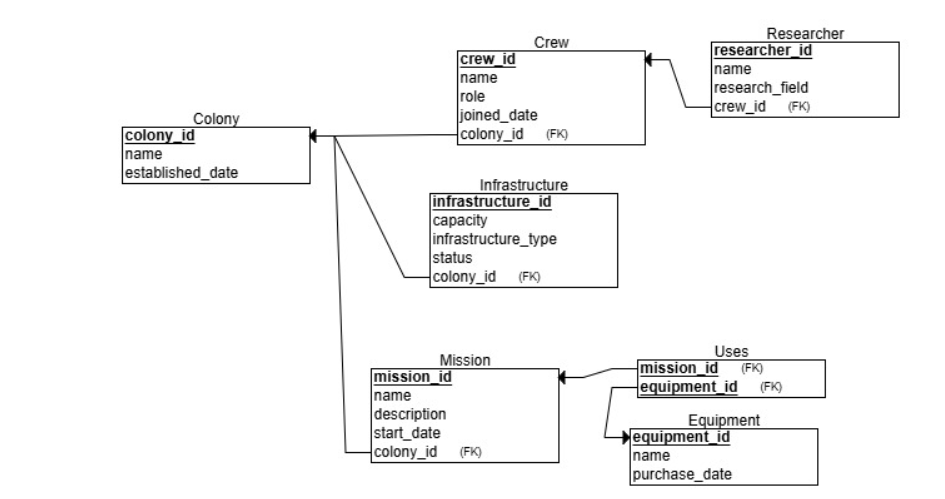 Colony
colony_id
name
established_date
Crew
crew_id
name
role
joined_date
colony_id (FK)
Researcher
researcher_id
name
research_field
crew_id (FK)
Infrastructure
infrastructure_id
capacity
infrastructure_type
status
colony_id (FK)
Mission
mission_id
name
description
start_date
colony_id (FK)
Uses
mission_id (FK)
equipment_id (FK)
Equipment
equipment_id
name
purchase_date